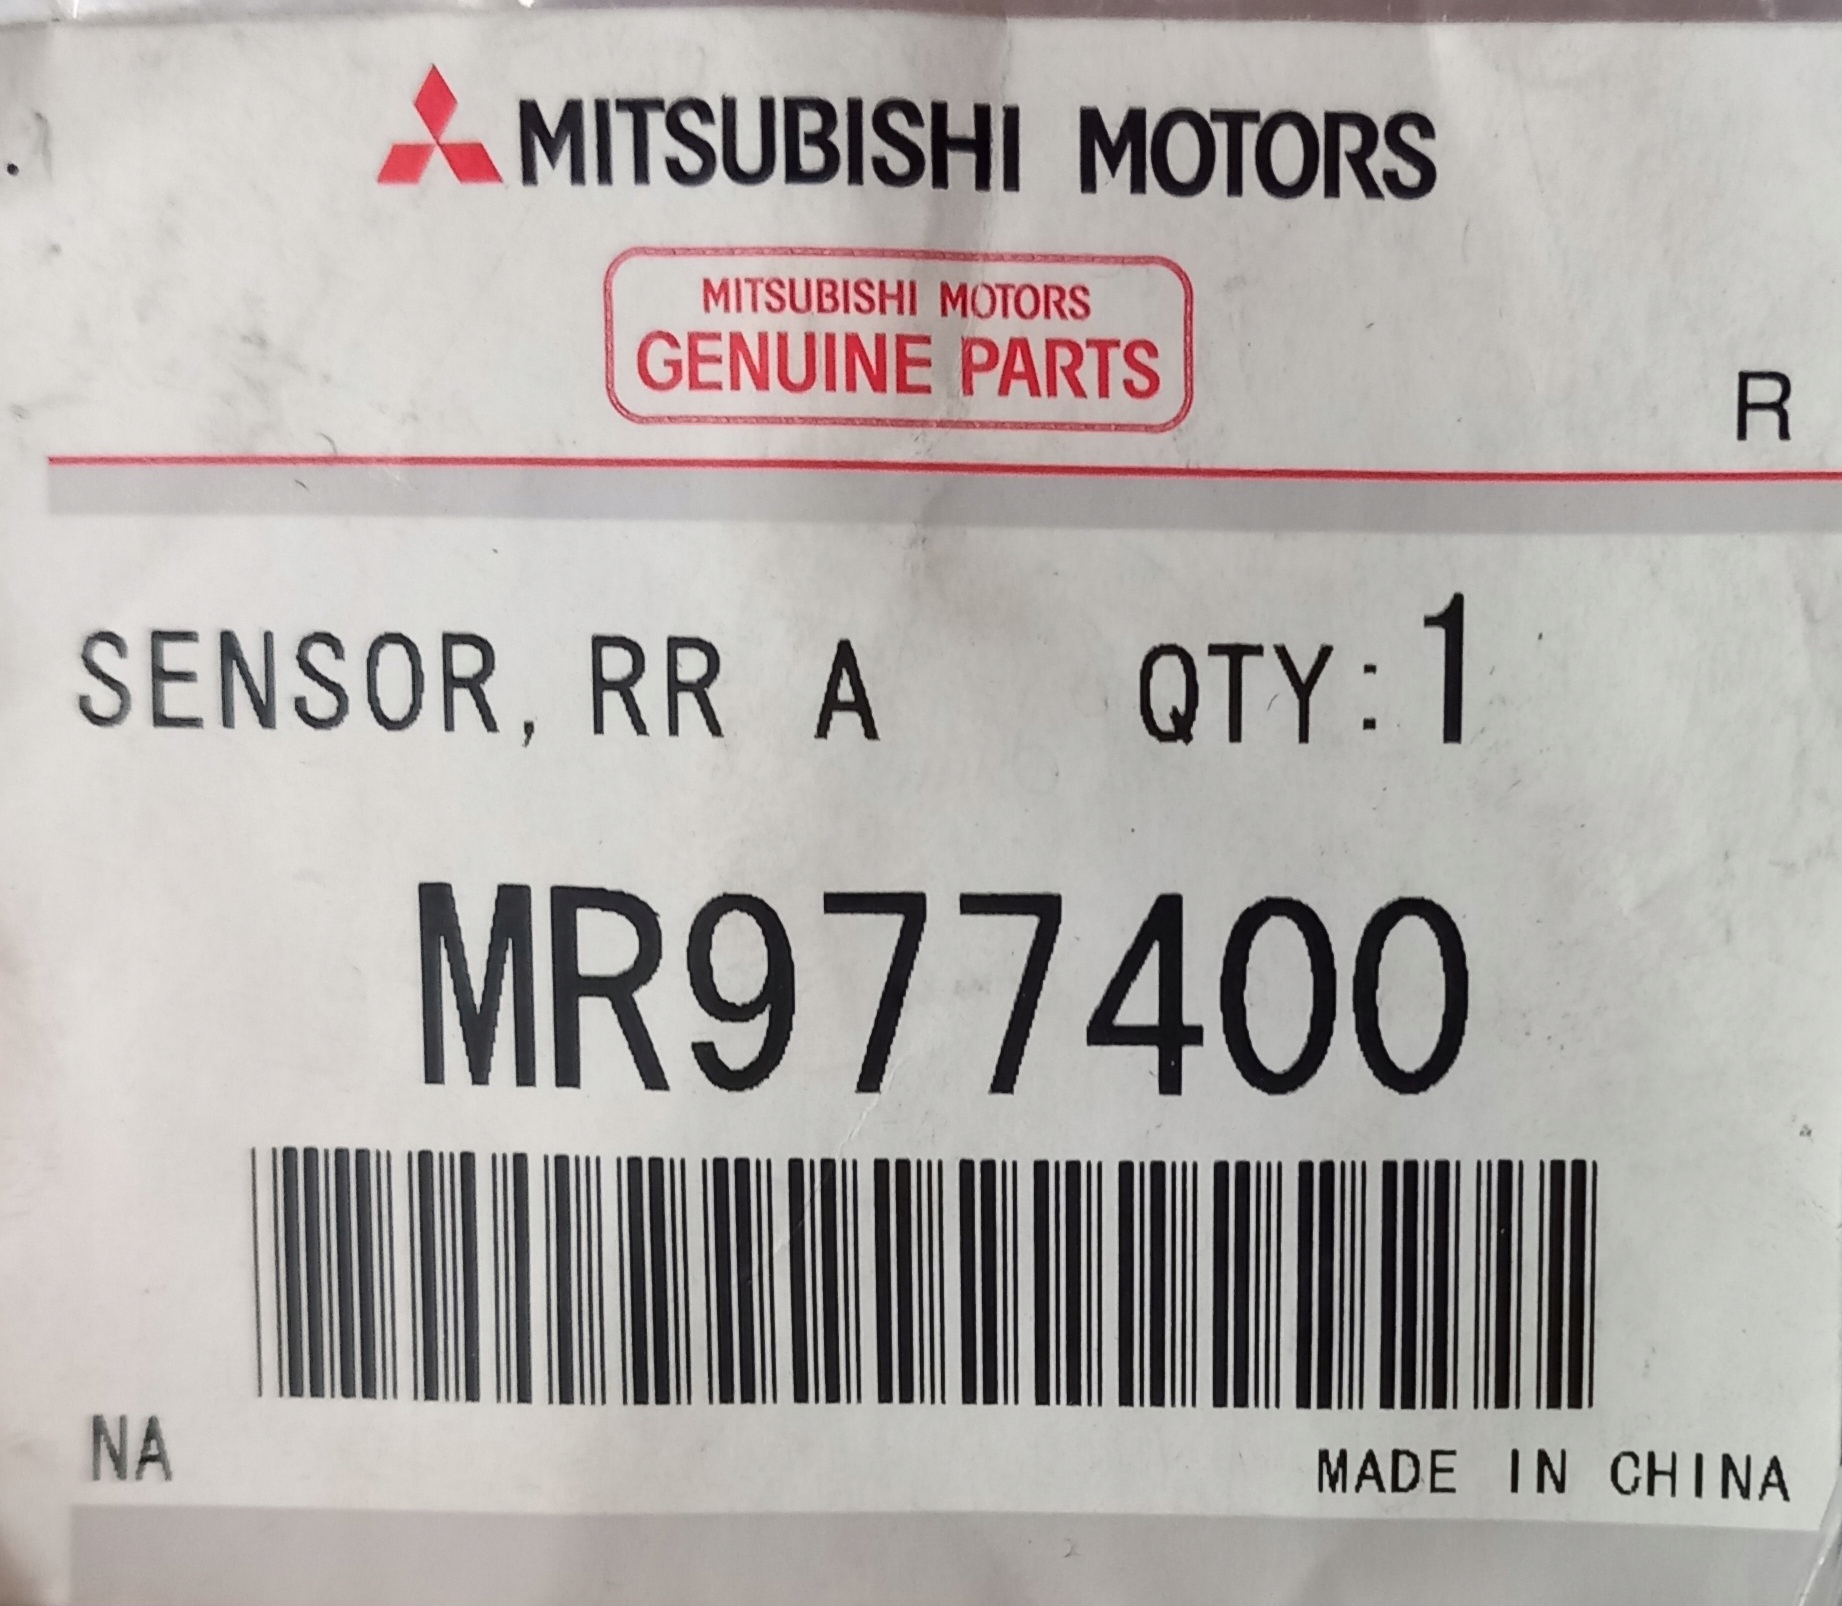 MITSUBISHI MOTORS
MITSUBISHI MOTORS
GENUINE PARTS
R
SENSOR, RR A QTY:1
MR977400
NA
MADE IN CHINA